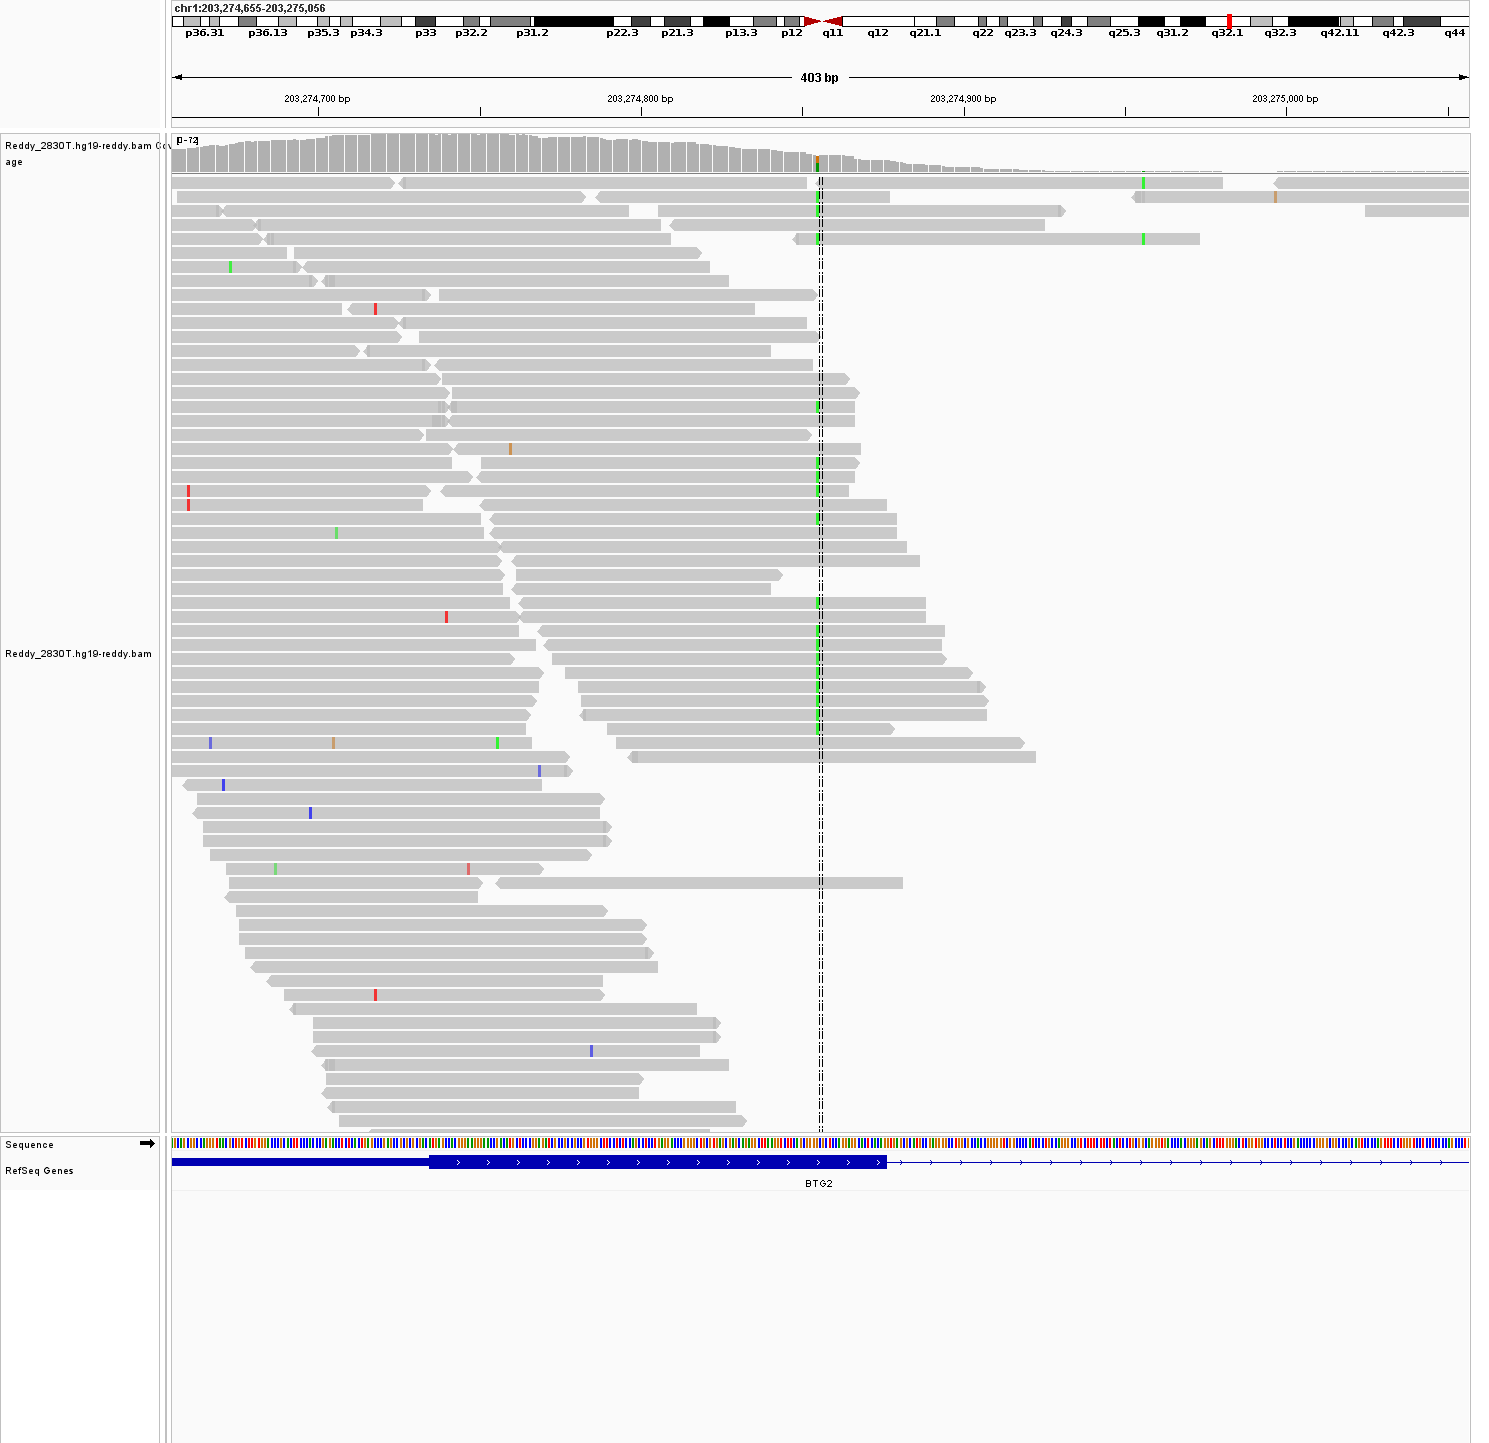 chr1:203,274,655-203,275,056
p36.31 p36.13 p35.3 p34.3 p33 p32.2 p31.2 p22.3 p21.3 p13.3 p12 q11 q12 q21.1 q22 q23.3 q24.3 q25.3 q31.2 q32.1 q32.3 q42.11 q42.3 q44
403 bp
203,274,700 bp 203,274,800 bp 203,274,900 bp 203,275,000 bp
[0-72]
Reddy_2830T.hg19-reddy.bam Cov
age
Reddy_2830T.hg19-reddy.bam
Sequence
RefSeq Genes
BTG2